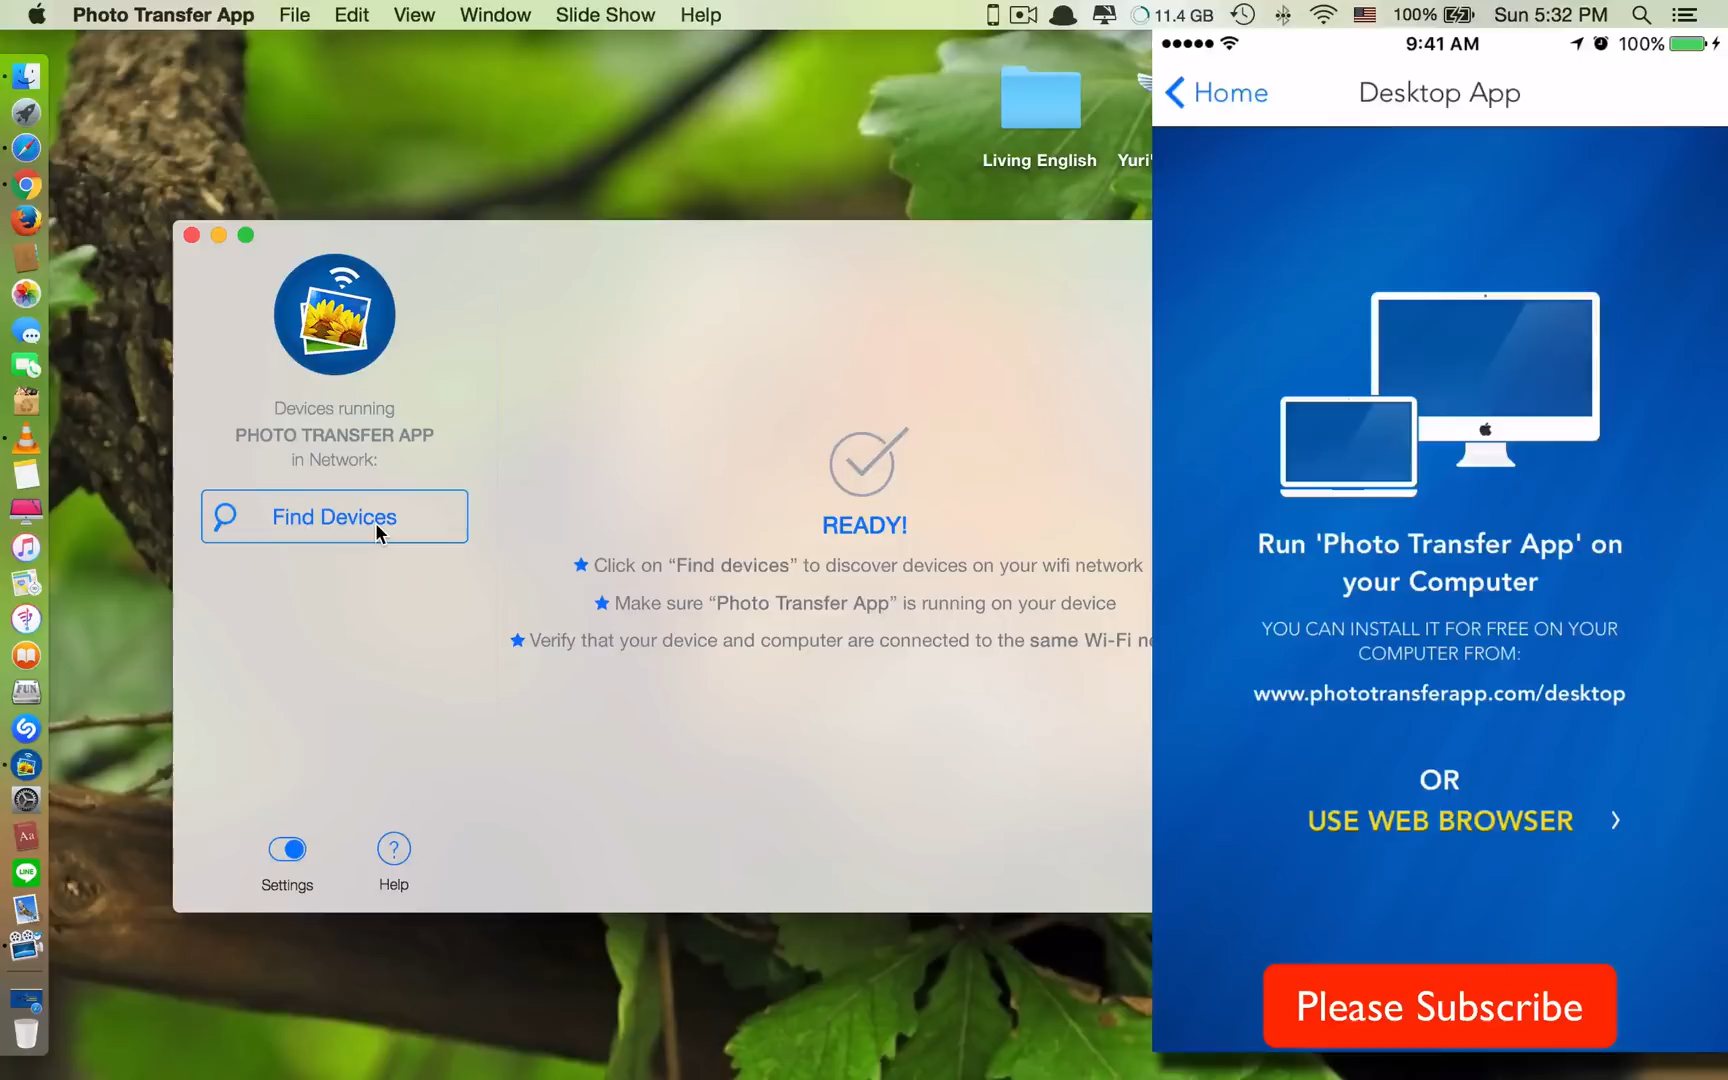 Photo Transfer App File Edit View Window Slide Show Help 11.4 GB 100% Sun 5:32 PM
9:41 AM 100%
Home Desktop App
Living English
Devices running
PHOTO TRANSFER APP
in Network:
Find Devices
READY!
Click on “Find devices” to discover devices on your wifi network
Make sure “Photo Transfer App” is running on your device
Verify that your device and computer are connected to the same Wi-Fi
Settings Help
Run 'Photo Transfer App' on
your Computer
YOU CAN INSTALL IT FOR FREE ON YOUR
COMPUTER FROM:
www.phototransferapp.com/desktop
OR
USE WEB BROWSER
Please Subscribe
FUN
Aa
LINE